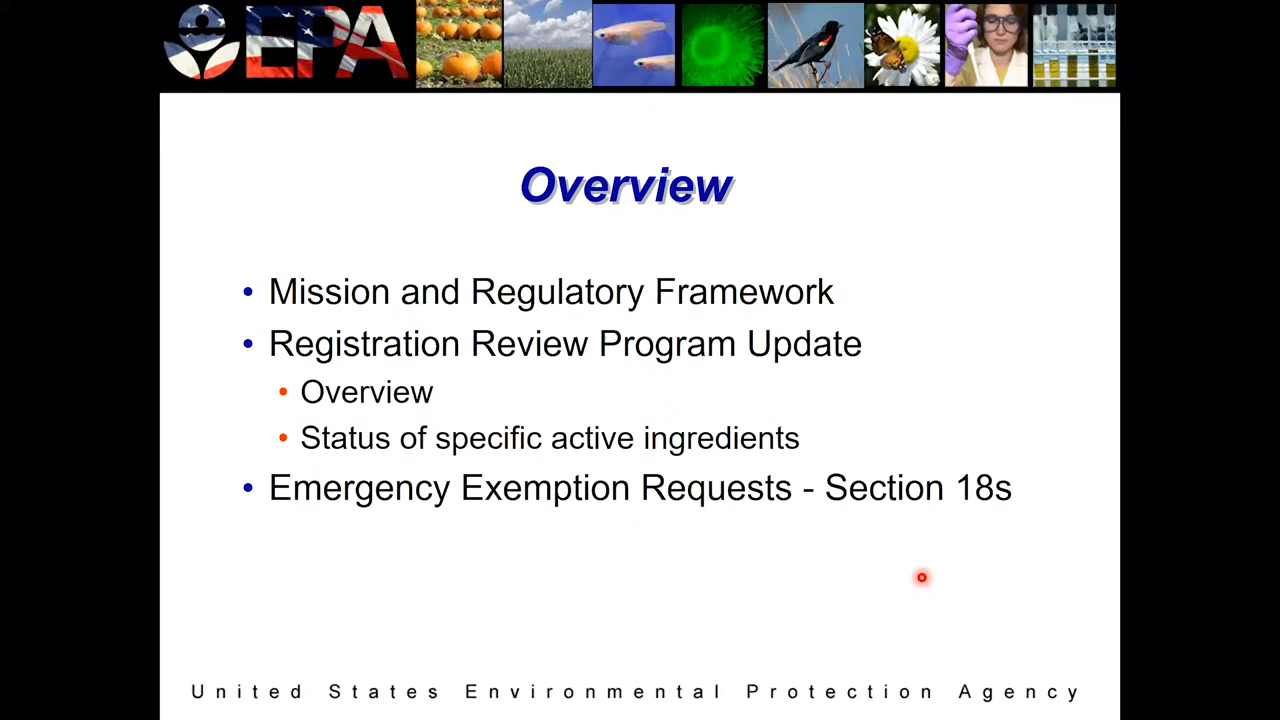 EPA
Overview
• Mission and Regulatory Framework
• Registration Review Program Update
• Overview
• Status of specific active ingredients
• Emergency Exemption Requests - Section 18s
United States Environmental Protection Agency